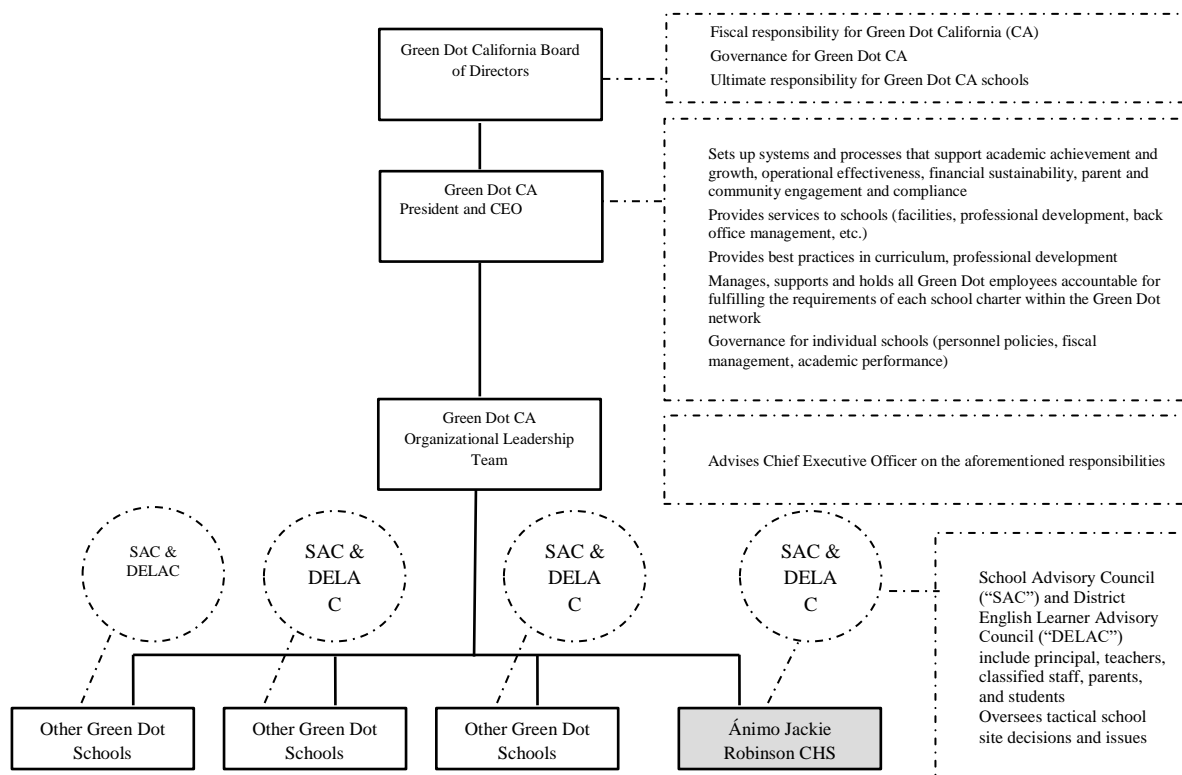 Green Dot California Board
of Directors
Fiscal responsibility for Green Dot California (CA)
Governance for Green Dot CA
Ultimate responsibility for Green Dot CA schools
Green Dot CA
President and CEO
Sets up systems and processes that support academic achievement and
growth, operational effectiveness, financial sustainability, parent and
community engagement and compliance
Provides services to schools (facilities, professional development, back
office management, etc.)
Provides best practices in curriculum, professional development
Manages, supports and holds all Green Dot employees accountable for
fulfilling the requirements of each school charter within the Green Dot
network
Governance for individual schools (personnel policies, fiscal
management, academic performance)
Green Dot CA
Organizational Leadership
Team
Advises Chief Executive Officer on the aforementioned responsibilities
SAC &
DELAC
SAC &
DELA
C
SAC &
DELA
C
SAC &
DELA
C
School Advisory Council
(“SAC”) and District
English Learner Advisory
Council (“DELAC”)
include principal, teachers,
classified staff, parents,
and students
Oversees tactical school
site decisions and issues
Other Green Dot
Schools
Other Green Dot
Schools
Other Green Dot
Schools
Ánimo Jackie
Robinson CHS